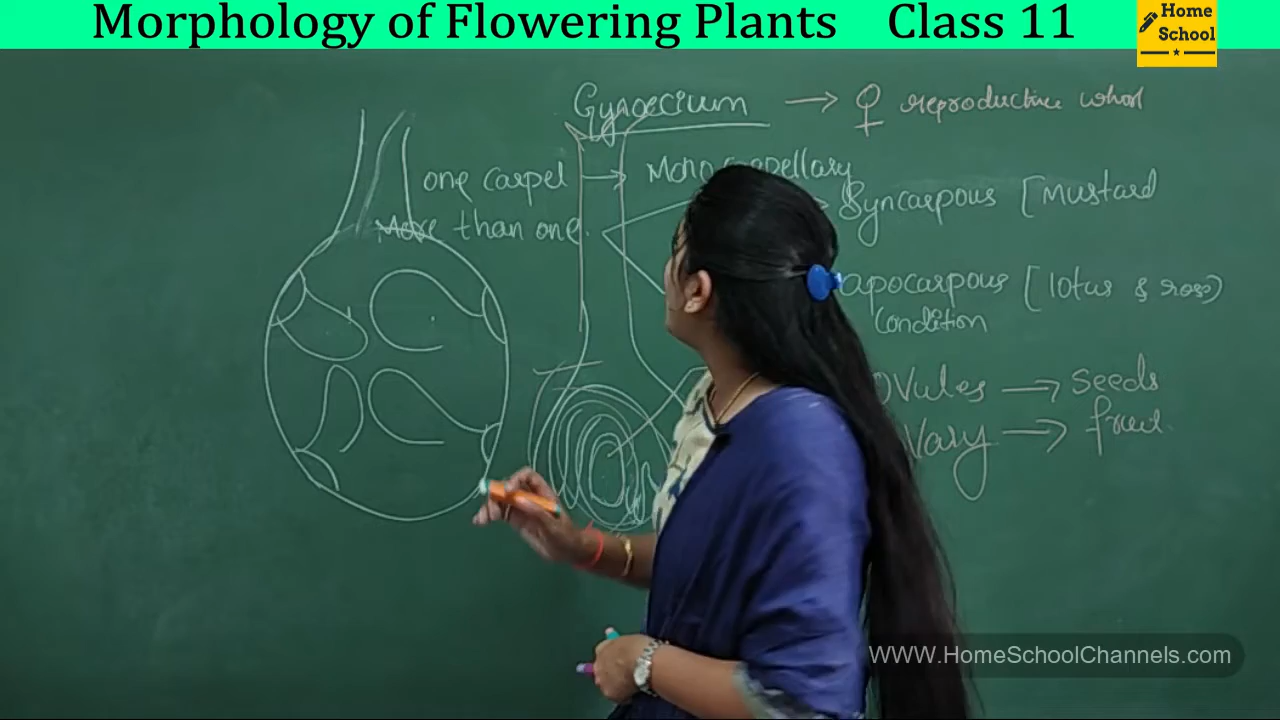 Morphology of Flowering Plants Class 11
Home
School
Gynoecium → ♀ reproductive whorl
one carpel → Monocarpellary
More than one.
Syncarpous [Mustard
apocarpous [lotus & rose)
Condition
Ovules → seeds
Vary → fruit
WWW.HomeSchoolChannels.com